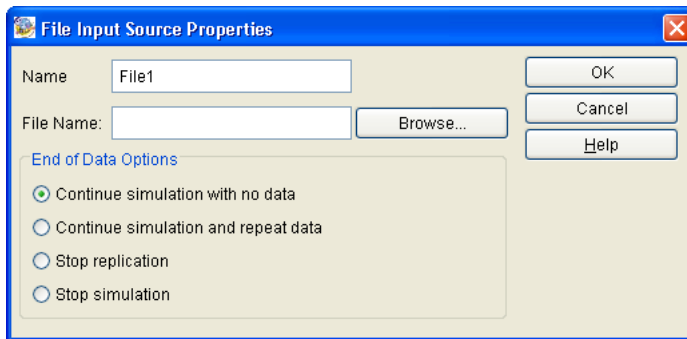 File Input Source Properties
Name File1
OK
File Name: Browse...
Cancel
Help
End of Data Options
Continue simulation with no data
Continue simulation and repeat data
Stop replication
Stop simulation